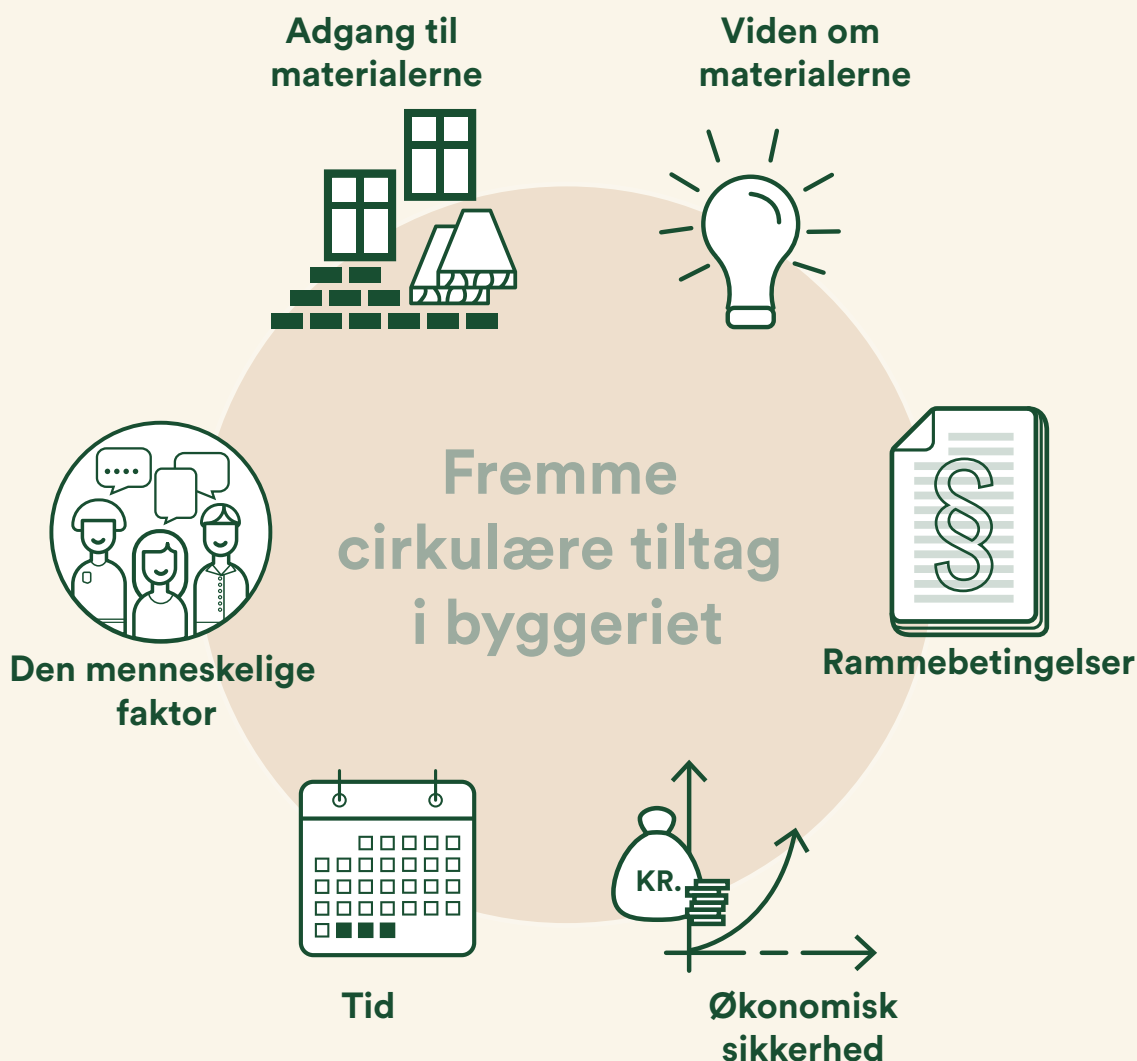 Adgang til
materialerne
Viden om
materialerne
Fremme
cirkulære tiltag
i byggeriet
§
Den menneskelige
faktor
Rammebetingelser
KR.
Tid
Økonomisk
sikkerhed